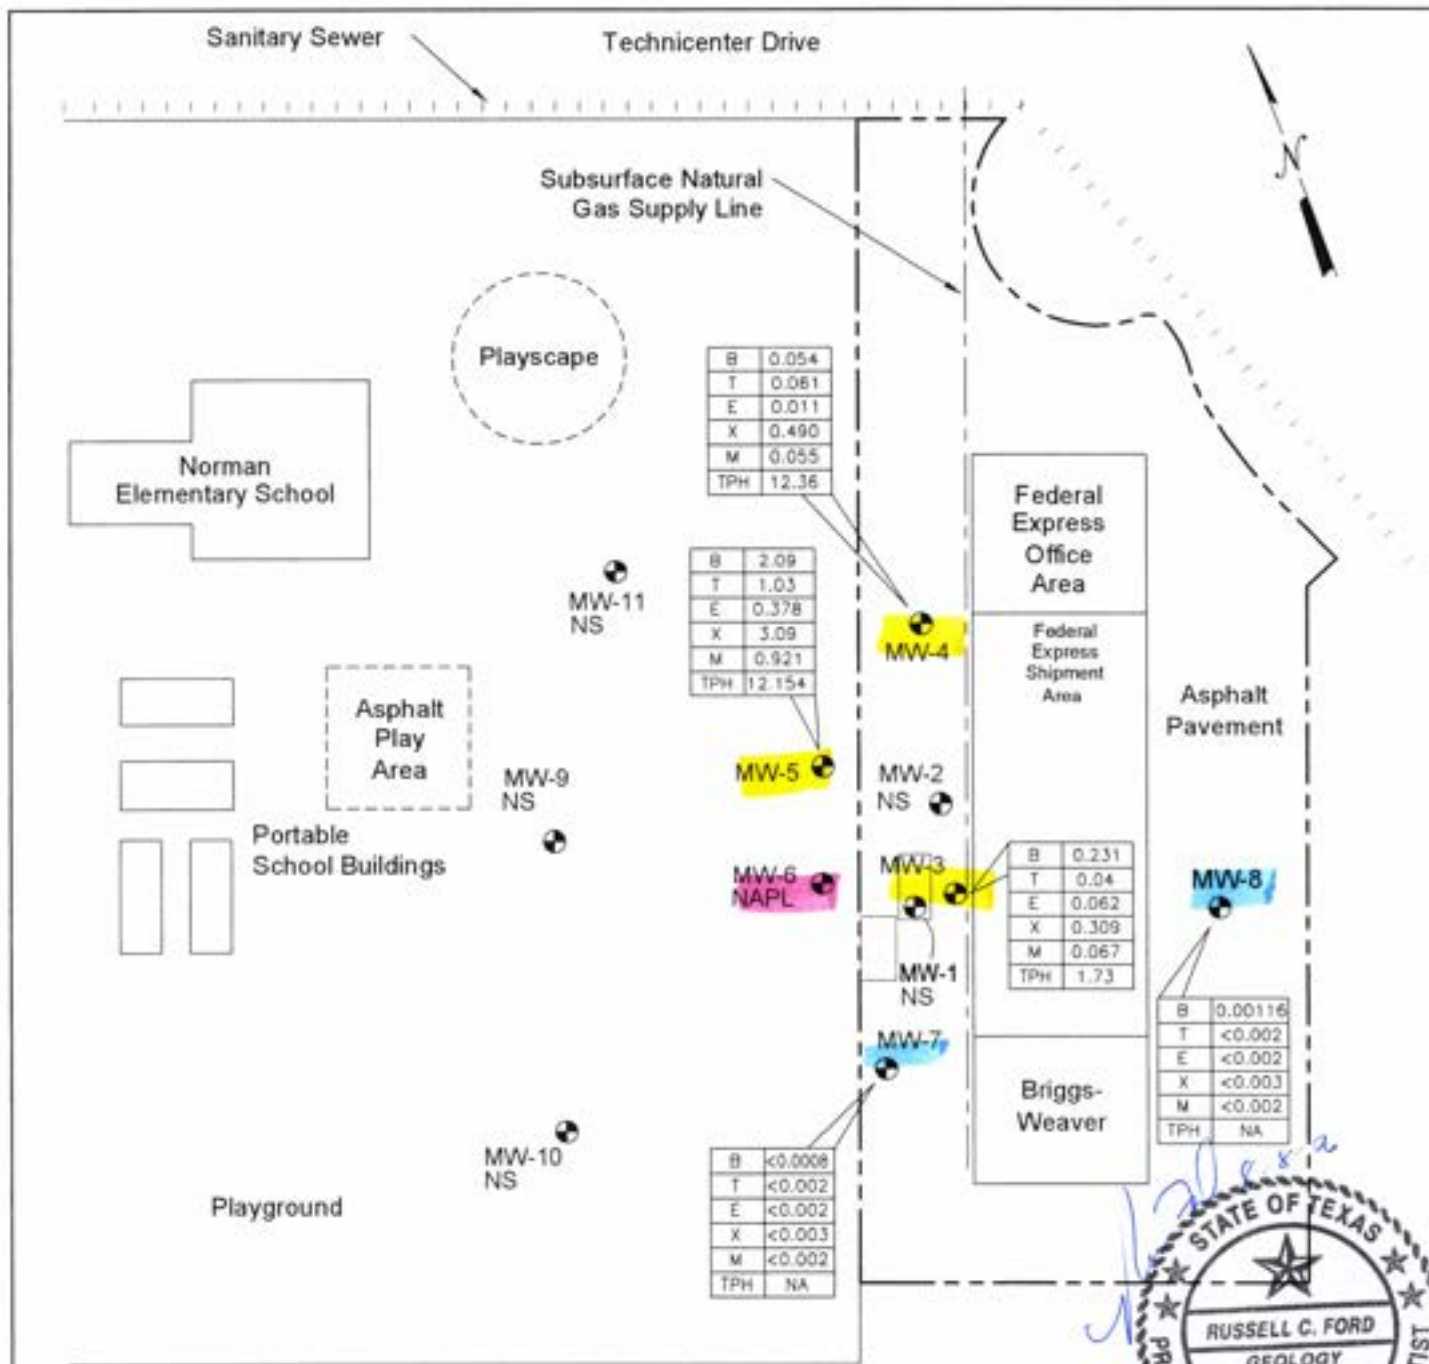 Sanitary Sewer
Technicenter Drive
N
Subsurface Natural
Gas Supply Line
Playscape
Norman
Elementary School
B 0.054
T 0.061
E 0.011
X 0.490
M 0.055
TPH 12.36
Federal
Express
Office
Area
B 2.09
T 1.03
E 0.378
X 3.09
M 0.921
TPH 12.154
MW-11
NS
MW-4
Federal
Express
Shipment
Area
Asphalt
Pavement
Asphalt
Play
Area
MW-9
NS
MW-5
MW-2
NS
Portable
School Buildings
MW-6
NAPL
MW-3
B 0.231
T 0.04
E 0.062
X 0.309
M 0.067
TPH 1.73
MW-8
MW-1
NS
B 0.00116
T <0.002
E <0.002
X <0.003
M <0.002
TPH NA
MW-7
Briggs-
Weaver
MW-10
NS
Playground
B <0.0008
T <0.002
E <0.002
X <0.003
M <0.002
TPH NA
STATE OF TEXAS
RUSSELL C. FORD
GEOLOGY